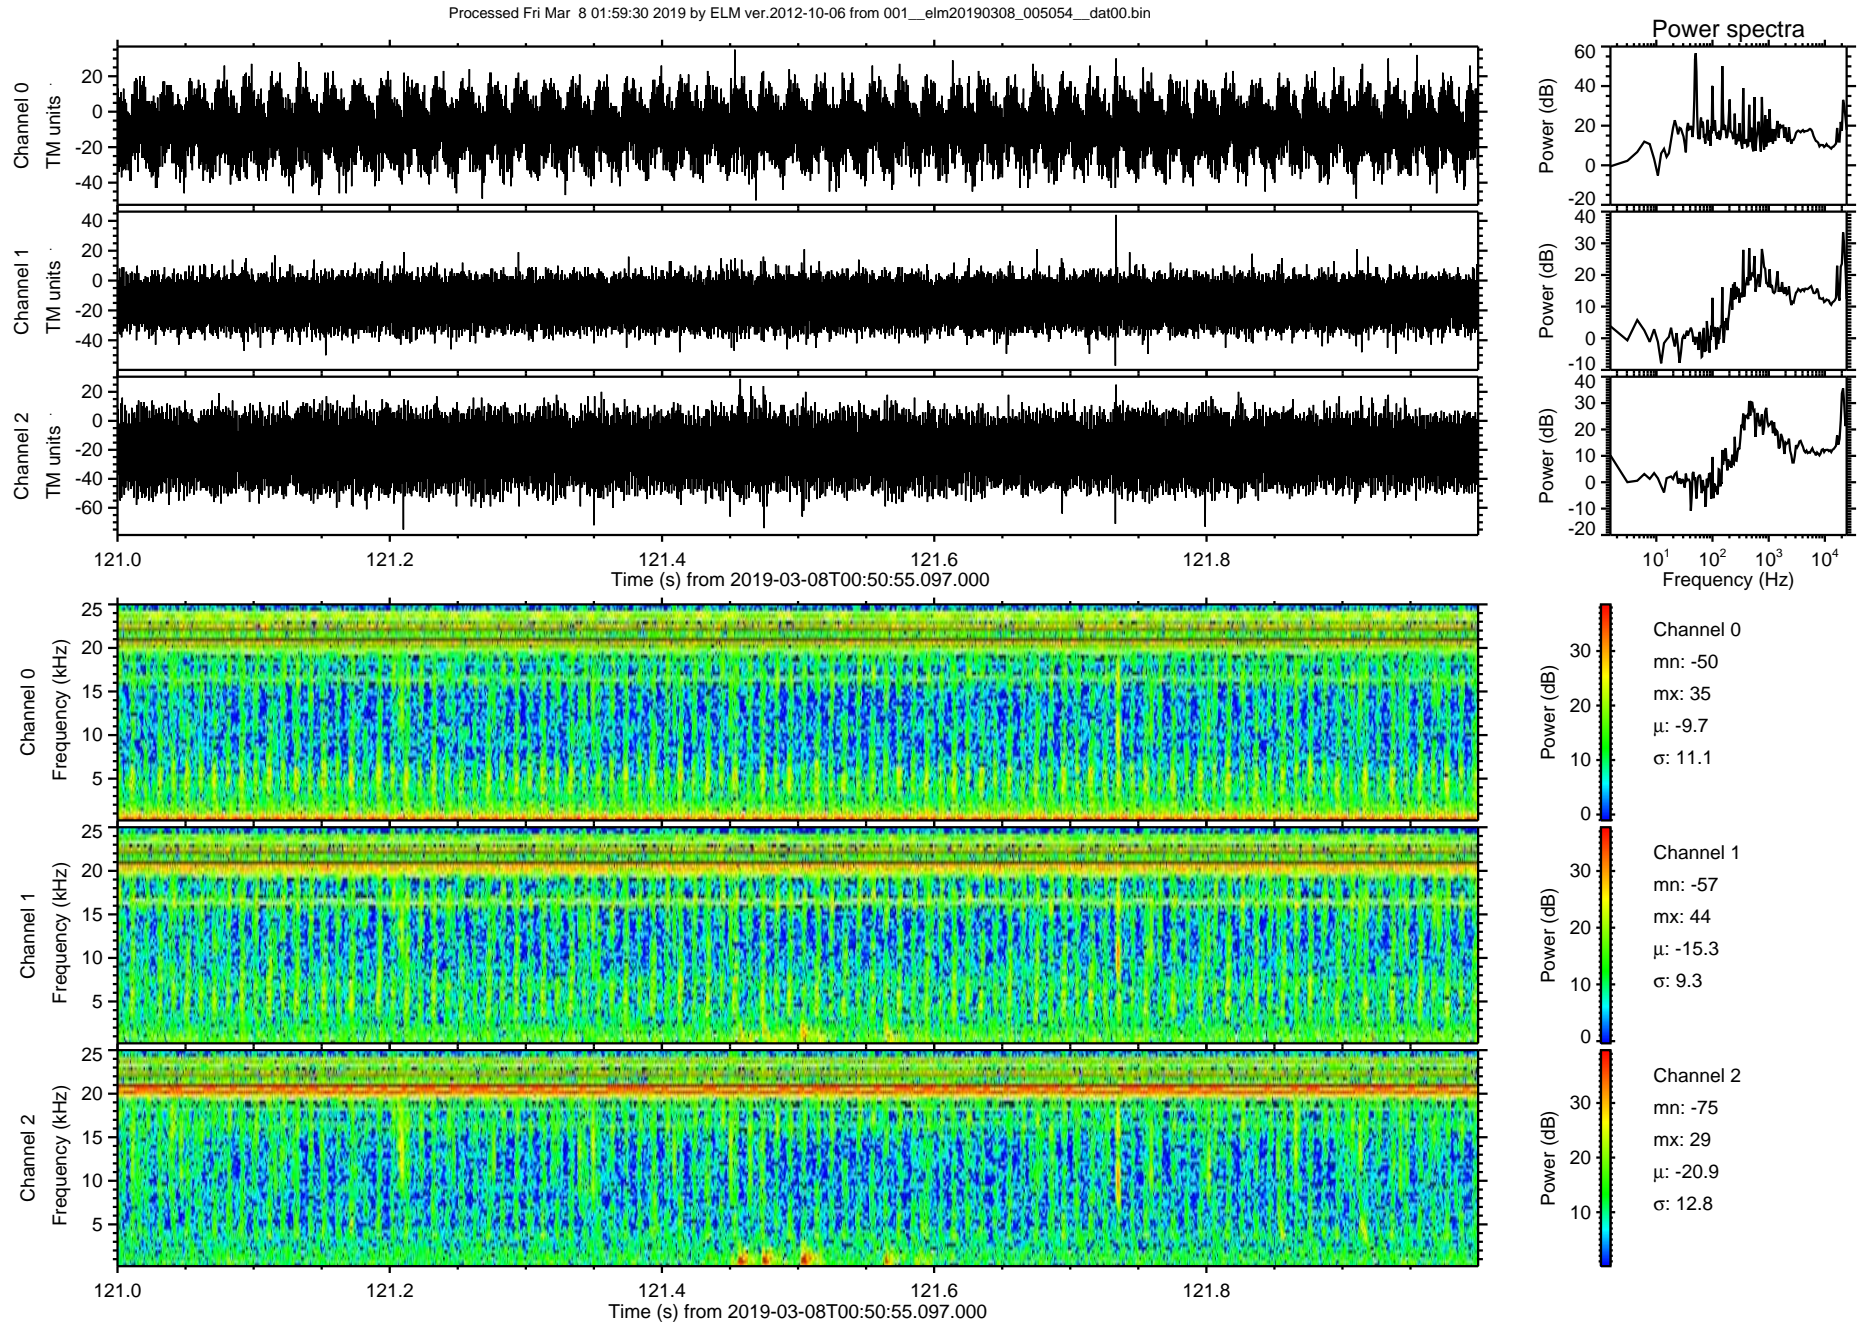 Processed Fri Mar  8 01:59:30 2019 by ELM ver.2012-10-06 from 001__elm20190308_005054__dat00.bin
Power spectra
Channel 0
TM units
20
0
-20
-40
Power (dB)
60
40
20
0
-20
Channel 1
TM units
40
20
0
-20
-40
Power (dB)
40
30
20
10
0
-10
Channel 2
TM units
20
0
-20
-40
-60
Power (dB)
40
30
20
10
0
-10
-20
121.0 121.2 121.4 121.6 121.8
Time (s) from 2019-03-08T00:50:55.097.000
10^1 10^2 10^3 10^4
Frequency (Hz)
Channel 0
Frequency (kHz)
25
20
15
10
5
Power (dB)
30
20
10
0
Channel 0
mn: -50
mx: 35
μ: -9.7
σ: 11.1
Channel 1
Frequency (kHz)
25
20
15
10
5
Power (dB)
30
20
10
0
Channel 1
mn: -57
mx: 44
μ: -15.3
σ: 9.3
Channel 2
Frequency (kHz)
25
20
15
10
5
Power (dB)
30
20
10
Channel 2
mn: -75
mx: 29
μ: -20.9
σ: 12.8
121.0 121.2 121.4 121.6 121.8
Time (s) from 2019-03-08T00:50:55.097.000